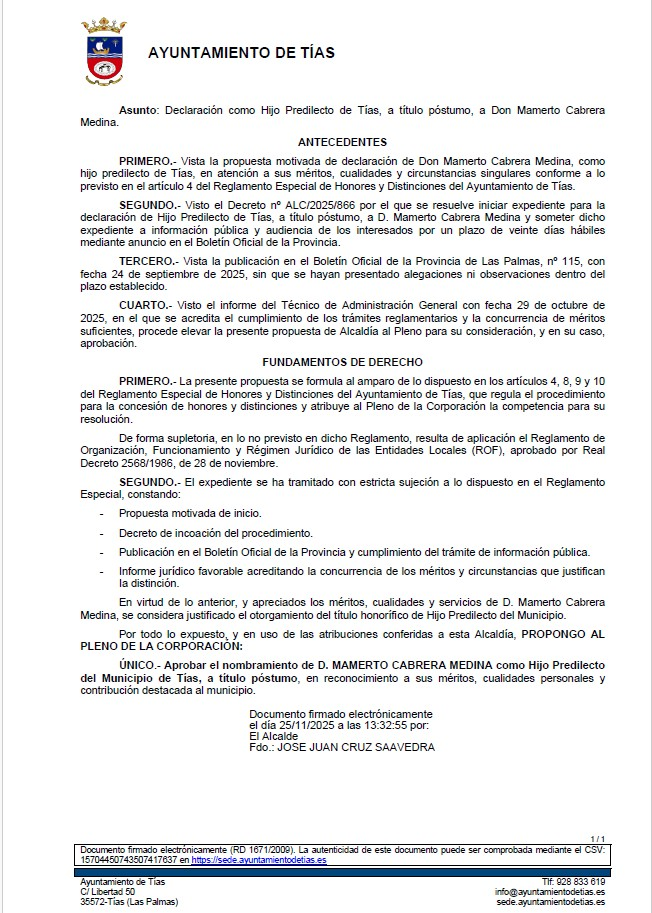 AYUNTAMIENTO DE TÍAS
Asunto: Declaración como Hijo Predilecto de Tías, a título póstumo, a Don Mamerto Cabrera
Medina.
ANTECEDENTES
PRIMERO.- Vista la propuesta motivada de declaración de Don Mamerto Cabrera Medina, como
hijo predilecto de Tías, en atención a sus méritos, cualidades y circunstancias singulares conforme a lo
previsto en el artículo 4 del Reglamento Especial de Honores y Distinciones del Ayuntamiento de Tías.
SEGUNDO.- Visto el Decreto nº ALC/2025/866 por el que se resuelve iniciar expediente para la
declaración de Hijo Predilecto de Tías, a título póstumo, a D. Mamerto Cabrera Medina y someter dicho
expediente a información pública y audiencia de los interesados por un plazo de veinte días hábiles
mediante anuncio en el Boletín Oficial de la Provincia.
TERCERO.- Vista la publicación en el Boletín Oficial de la Provincia de Las Palmas, nº 115, con
fecha 24 de septiembre de 2025, sin que se hayan presentado alegaciones ni observaciones dentro del
plazo establecido.
CUARTO.- Visto el informe del Técnico de Administración General con fecha 29 de octubre de
2025, en el que se acredita el cumplimiento de los trámites reglamentarios y la concurrencia de méritos
suficientes, procede elevar la presente propuesta de Alcaldía al Pleno para su consideración, y en su caso,
aprobación.
FUNDAMENTOS DE DERECHO
PRIMERO.- La presente propuesta se formula al amparo de lo dispuesto en los artículos 4, 8, 9 y 10
del Reglamento Especial de Honores y Distinciones del Ayuntamiento de Tías, que regula el procedimiento
para la concesión de honores y distinciones y atribuye al Pleno de la Corporación la competencia para su
resolución.
De forma supletoria, en lo no previsto en dicho Reglamento, resulta de aplicación el Reglamento de
Organización, Funcionamiento y Régimen Jurídico de las Entidades Locales (ROF), aprobado por Real
Decreto 2568/1986, de 28 de noviembre.
SEGUNDO.- El expediente se ha tramitado con estricta sujeción a lo dispuesto en el Reglamento
Especial, constando:
- Propuesta motivada de inicio.
- Decreto de incoación del procedimiento.
- Publicación en el Boletín Oficial de la Provincia y cumplimiento del trámite de información pública.
- Informe jurídico favorable acreditando la concurrencia de los méritos y circunstancias que justifican
la distinción.
En virtud de lo anterior, y apreciados los méritos, cualidades y servicios de D. Mamerto Cabrera
Medina, se considera justificado el otorgamiento del título honorífico de Hijo Predilecto del Municipio.
Por todo lo expuesto, y en uso de las atribuciones conferidas a esta Alcaldía, PROPONGO AL
PLENO DE LA CORPORACIÓN:
ÚNICO.- Aprobar el nombramiento de D. MAMERTO CABRERA MEDINA como Hijo Predilecto
del Municipio de Tías, a título póstumo, en reconocimiento a sus méritos, cualidades personales y
contribución destacada al municipio.
Documento firmado electrónicamente
el día 25/11/2025 a las 13:32:55 por:
El Alcalde
Fdo.: JOSE JUAN CRUZ SAAVEDRA
1 / 1
Documento firmado electrónicamente (RD 1671/2009). La autenticidad de este documento puede ser comprobada mediante el CSV:
15704450743507417637 en https://sede.ayuntamientodetias.es
Ayuntamiento de Tías
C/ Libertad 50
35572-Tías (Las Palmas)
Tlf: 928 833 619
info@ayuntamientodetias.es
sede.ayuntamientodetias.es